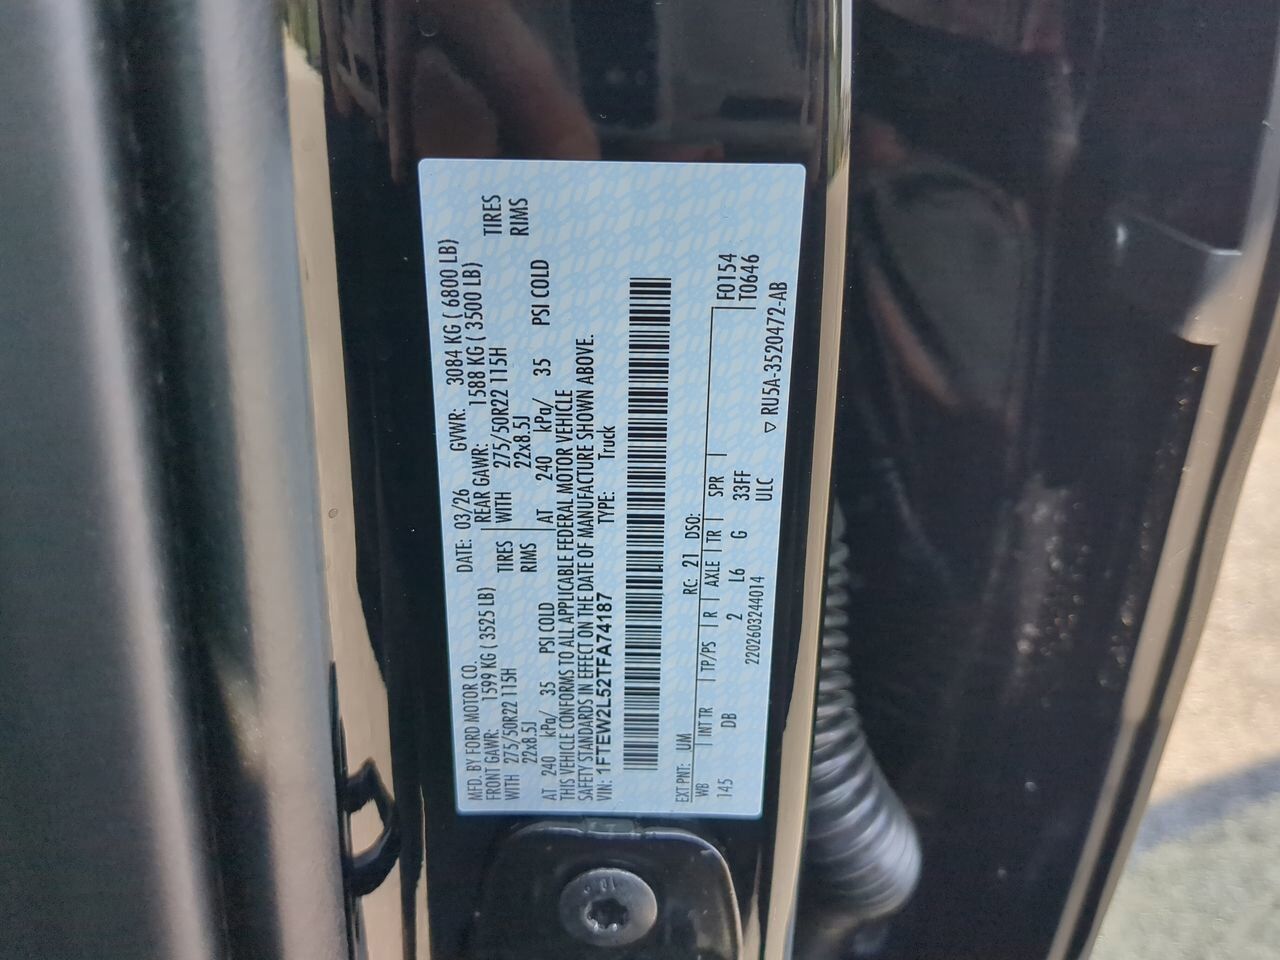 MFD. BY FORD MOTOR CO. DATE: 03/26 GVWR: 3084 KG ( 6800 LB)
FRONT GAWR: 1599 KG ( 3525 LB) REAR GAWR: 1588 KG ( 3500 LB)
WITH 275/50R22 115H TIRES WITH 275/50R22 115H TIRES
22x8.5J RIMS 22x8.5J RIMS
AT 240 kPa/ 35 PSI COLD AT 240 kPa/ 35 PSI COLD
THIS VEHICLE CONFORMS TO ALL APPLICABLE FEDERAL MOTOR VEHICLE
SAFETY STANDARDS IN EFFECT ON THE DATE OF MANUFACTURE SHOWN ABOVE.
VIN: 1FTEW2L52TFA74187 TYPE: Truck
EXT PNT: UM RC: 21 DSO:
WB INT TR TP/PS R AXLE TR SPR F0154
145 DB 2 L6 G 33FF T0646
2202603244014 ULC
▽ RU5A-3520472-AB